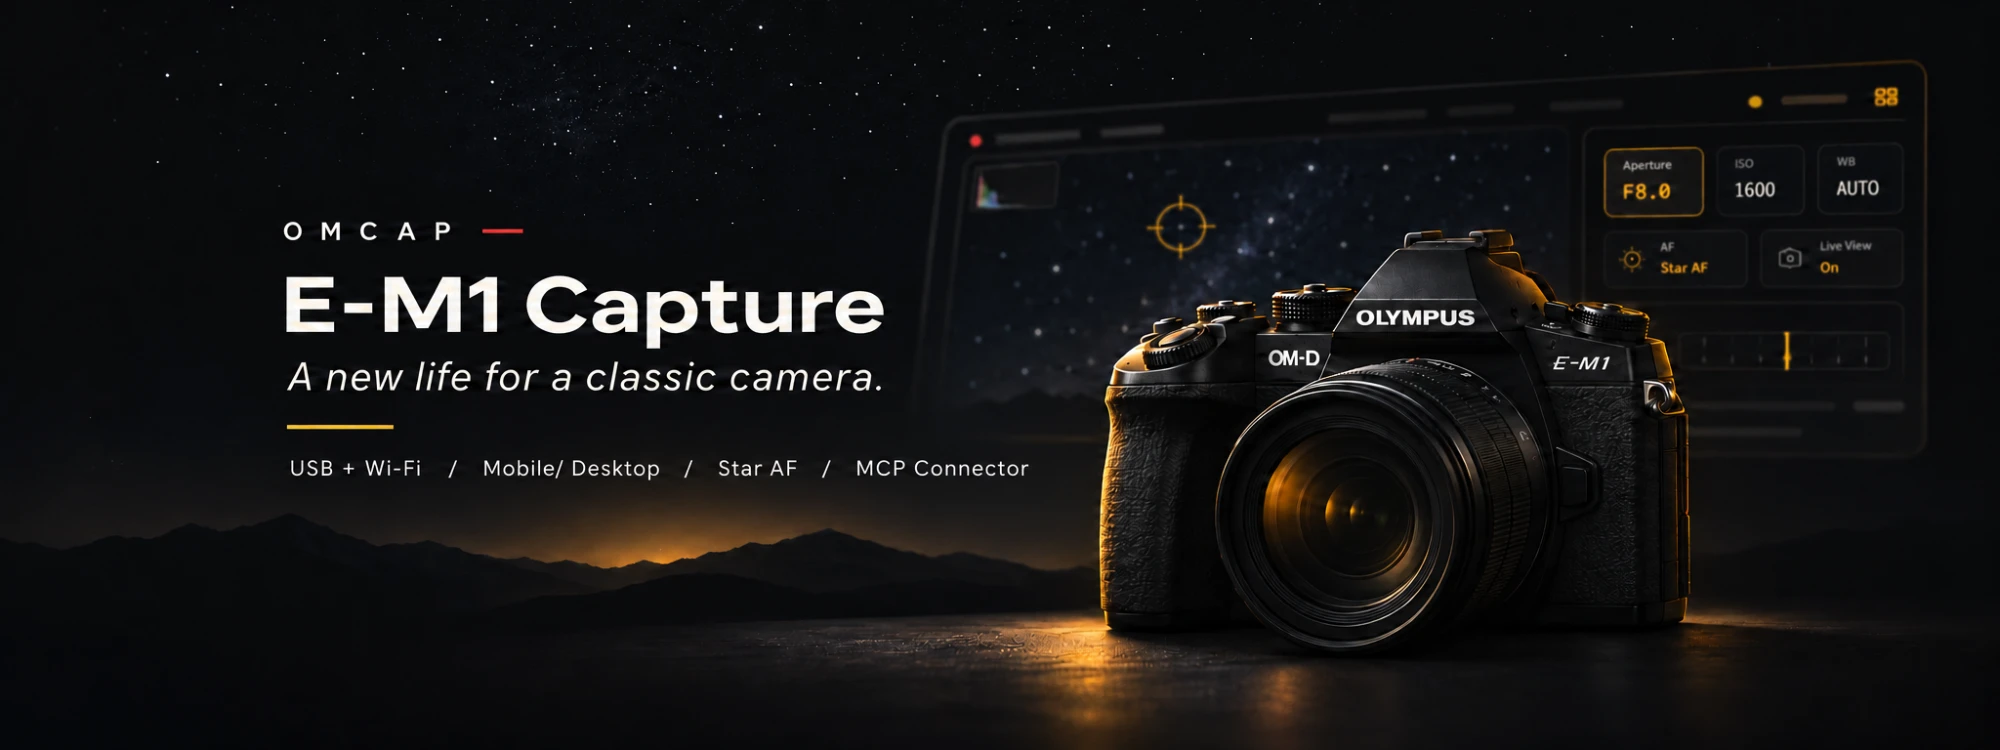 OMCAP
E-M1 Capture
A new life for a classic camera.
USB + Wi-Fi / Mobile/ Desktop / Star AF / MCP Connector
Aperture
F8.0
ISO
1600
WB
AUTO
AF
Star AF
Live View
On
OLYMPUS
OM-D
E-M1